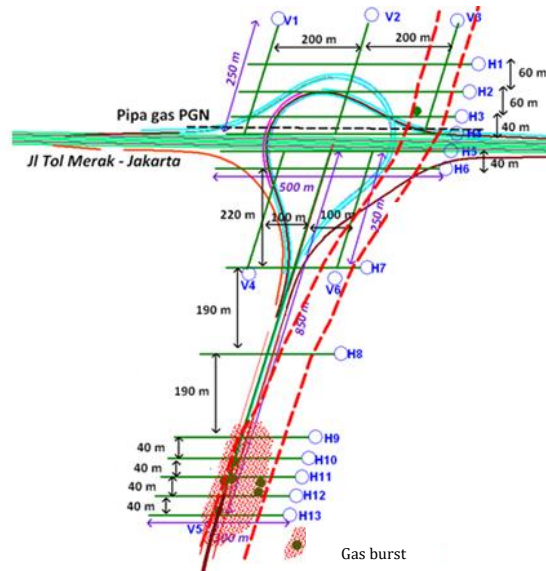 V1
V2
V3
200 m
200 m
250 m
H1
60 m
H2
60 m
Pipa gas PGN
H3
40 m
Jl Tol Merak - Jakarta
H5
40 m
H6
500 m
220 m
100 m
100 m
250 m
V4
V6
H7
190 m
850 m
H8
190 m
H9
40 m
H10
40 m
H11
40 m
H12
40 m
H13
V5
300 m
Gas burst